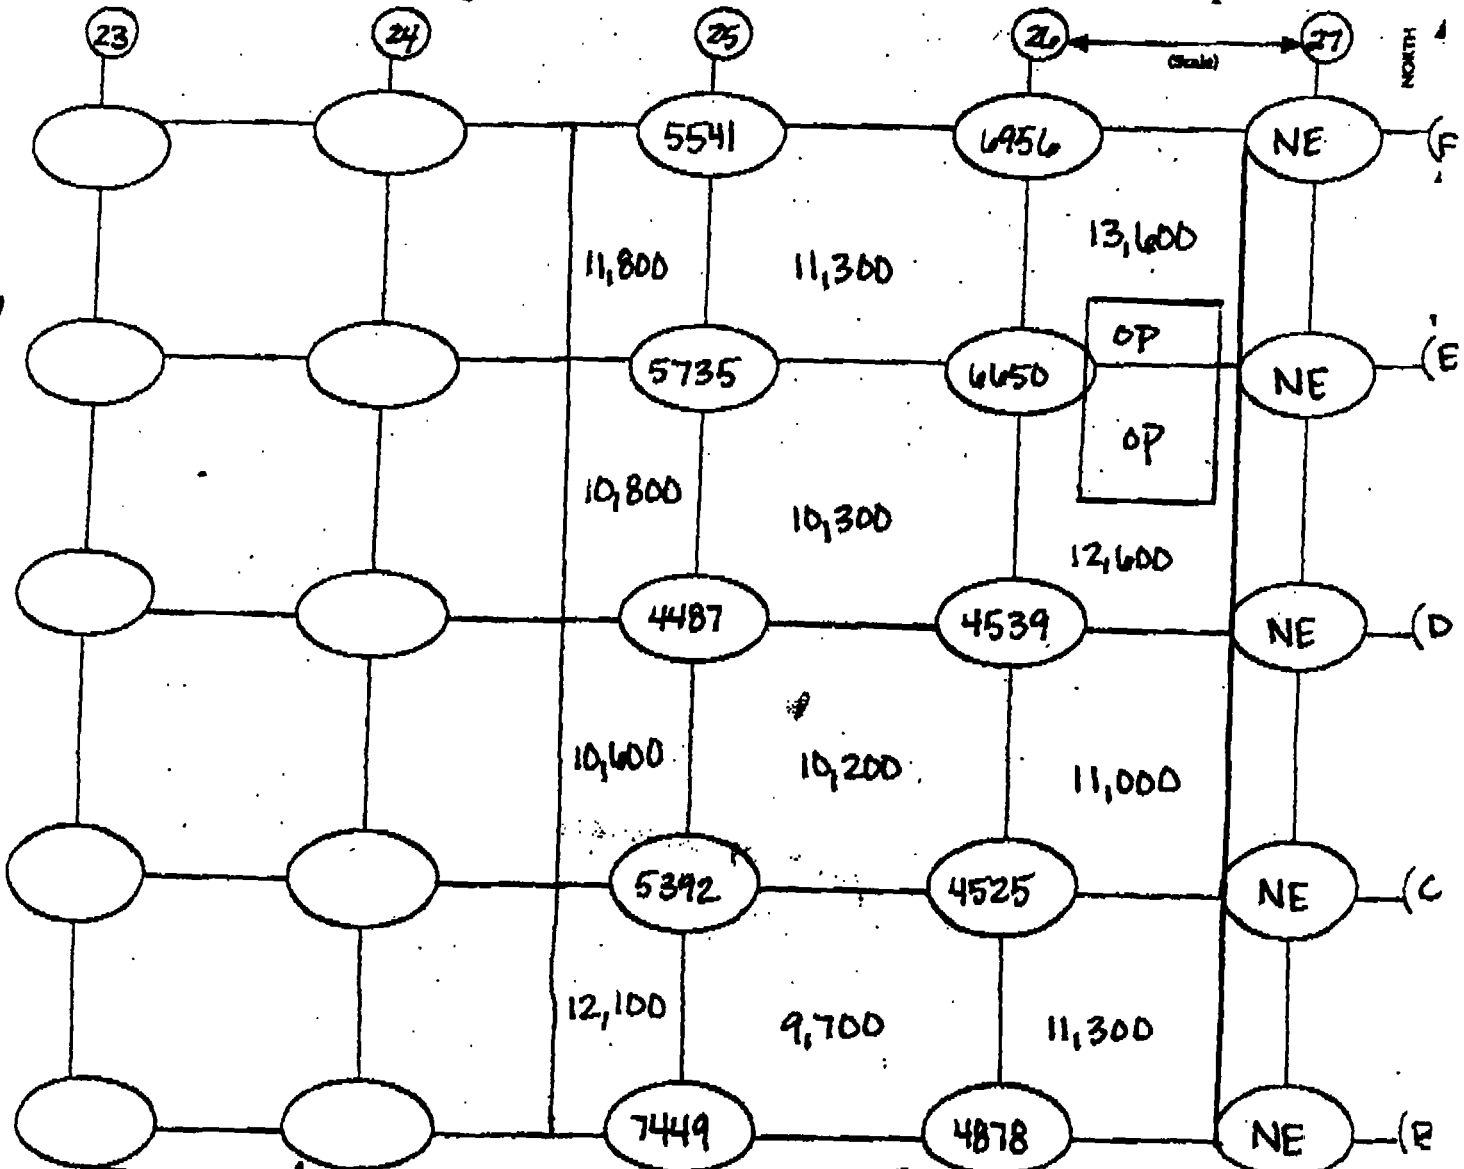 23 24 25 26 27
(Scale)
NORTH
5541 6956 NE F
11,800 11,300 13,600
OP
5735 6650 NE E
OP
10,800 10,300
12,600
4487 4539 NE D
10,600 10,200 11,000
5392 4525 NE C
12,100 9,700 11,300
7449 4878 NE B